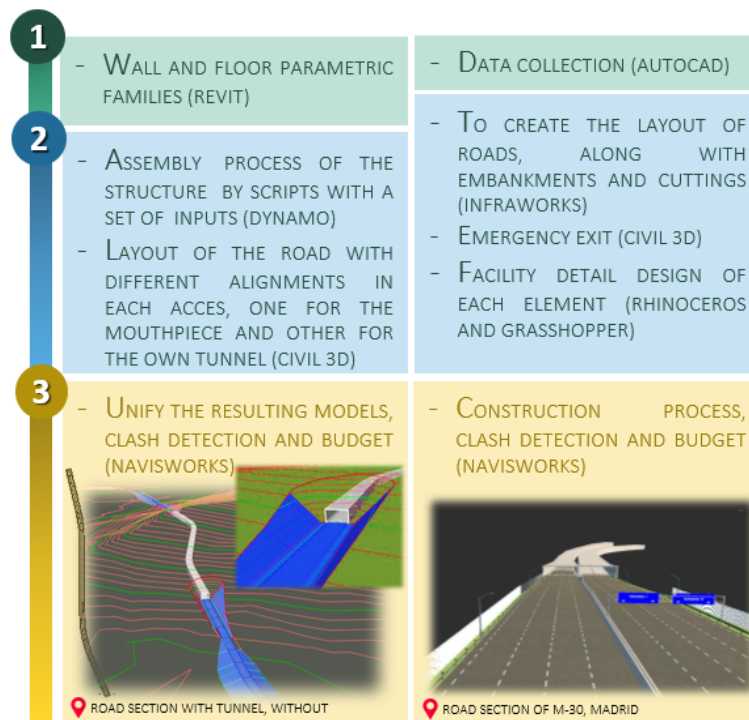 1
- WALL AND FLOOR PARAMETRIC
FAMILIES (REVIT)
- DATA COLLECTION (AUTOCAD)
2
- ASSEMBLY PROCESS OF THE
STRUCTURE BY SCRIPTS WITH A
SET OF INPUTS (DYNAMO)
- LAYOUT OF THE ROAD WITH
DIFFERENT ALIGNMENTS IN
EACH ACCES, ONE FOR THE
MOUTHPIECE AND OTHER FOR
THE OWN TUNNEL (CIVIL 3D)
- TO CREATE THE LAYOUT OF
ROADS, ALONG WITH
EMBANKMENTS AND CUTTINGS
(INFRAWORKS)
- EMERGENCY EXIT (CIVIL 3D)
- FACILITY DETAIL DESIGN OF
EACH ELEMENT (RHINOCEROS
AND GRASSHOPPER)
3
- UNIFY THE RESULTING MODELS,
CLASH DETECTION AND BUDGET
(NAVISWORKS)
ROAD SECTION WITH TUNNEL, WITHOUT
- CONSTRUCTION PROCESS,
CLASH DETECTION AND BUDGET
(NAVISWORKS)
ROAD SECTION OF M-30, MADRID